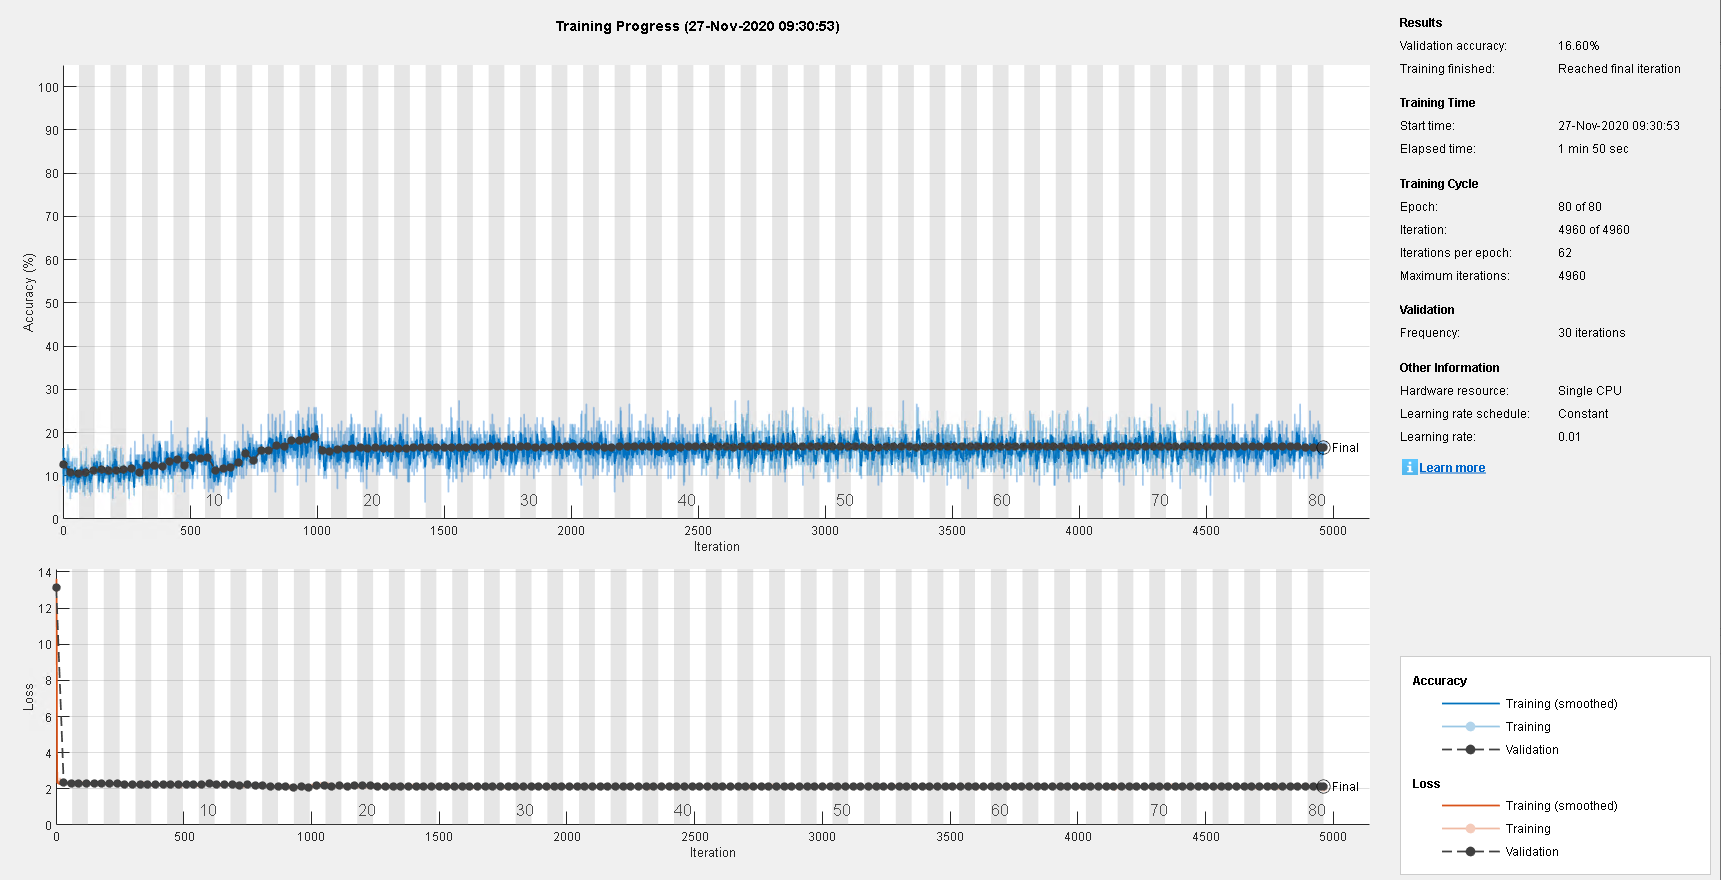 Training Progress (27-Nov-2020 09:30:53)
Accuracy (%)
100
90
80
70
60
50
40
30
20
10
0
10 20 30 40 50 60 70 80
Final
0 500 1000 1500 2000 2500 3000 3500 4000 4500 5000
Iteration
Loss
14
12
10
8
6
4
2
0
10 20 30 40 50 60 70 80
Final
0 500 1000 1500 2000 2500 3000 3500 4000 4500 5000
Iteration
Results
Validation accuracy: 16.60%
Training finished: Reached final iteration
Training Time
Start time: 27-Nov-2020 09:30:53
Elapsed time: 1 min 50 sec
Training Cycle
Epoch: 80 of 80
Iteration: 4960 of 4960
Iterations per epoch: 62
Maximum iterations: 4960
Validation
Frequency: 30 iterations
Other Information
Hardware resource: Single CPU
Learning rate schedule: Constant
Learning rate: 0.01
i Learn more
Accuracy
Training (smoothed)
Training
Validation
Loss
Training (smoothed)
Training
Validation